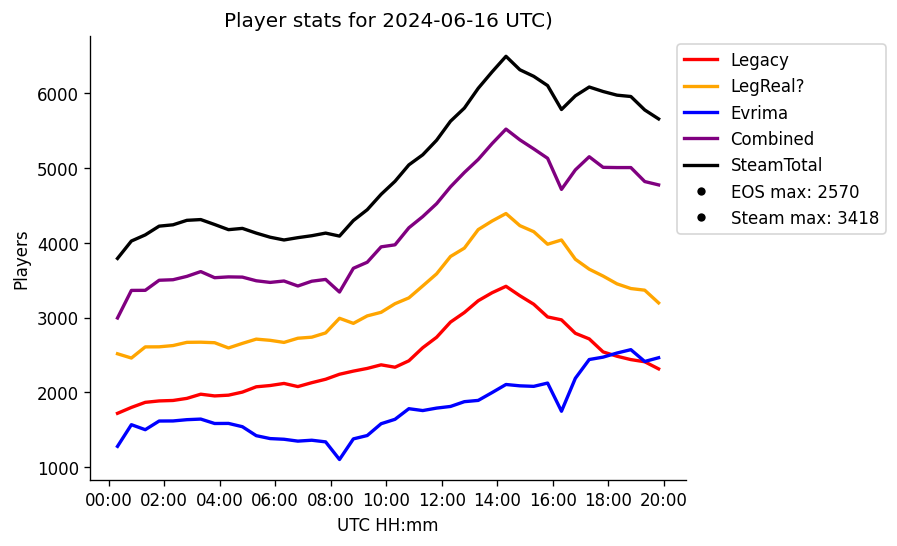 Player stats for 2024-06-16 UTC)
Players
6000
5000
4000
3000
2000
1000
00:00 02:00 04:00 06:00 08:00 10:00 12:00 14:00 16:00 18:00 20:00
UTC HH:mm
Legacy
LegReal?
Evrima
Combined
SteamTotal
EOS max: 2570
Steam max: 3418